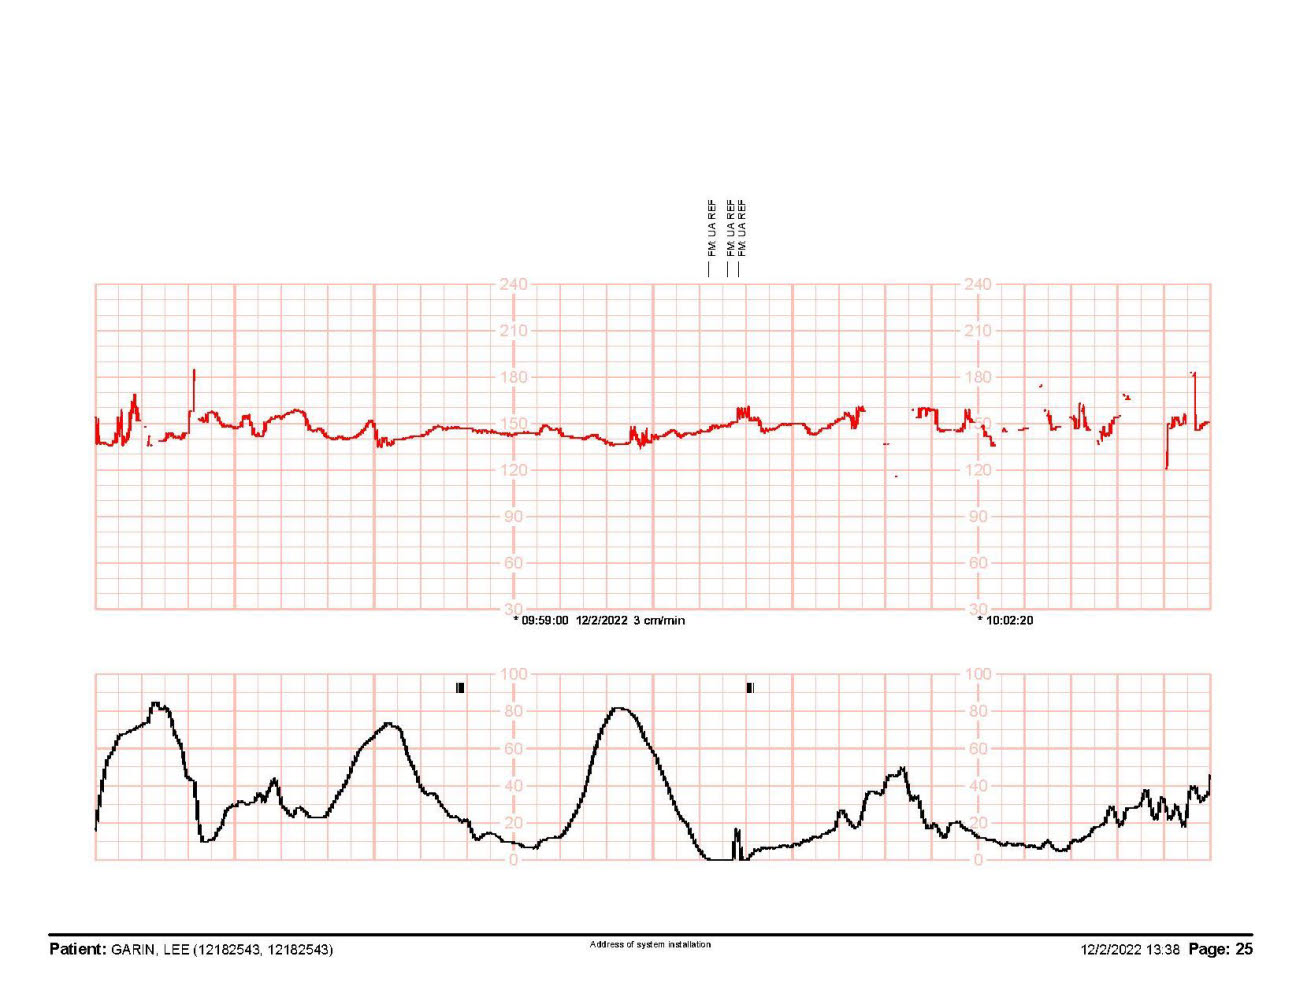 FM: UA REF
FM: UA REF
FM: UA REF
240 240
210 210
180 180
150 150
120 120
90 90
60 60
30 30
* 09:59:00 12/2/2022 3 cm/min * 10:02:20
100 100
80 80
60 60
40 40
20 20
0 0
Patient: GARIN, LEE (12182543, 12182543) Address of system installation 12/2/2022 13:38 Page: 25